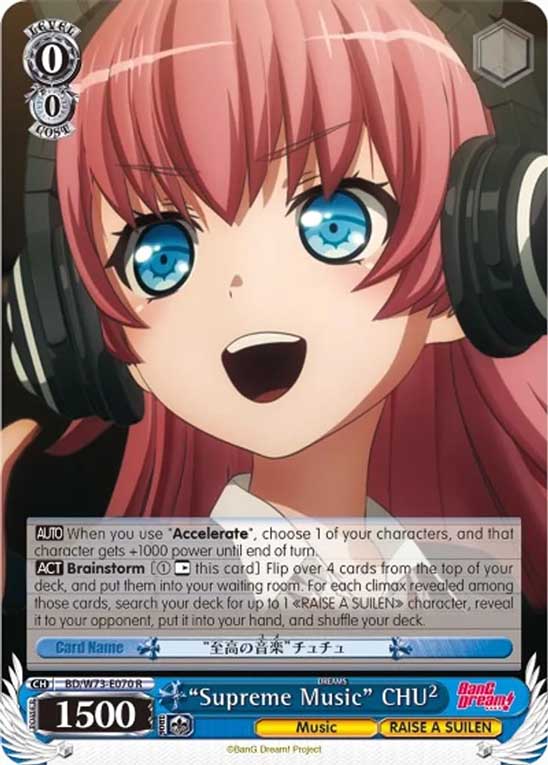 LEVEL
0
0
COST
AUTO When you use "Accelerate", choose 1 of your characters, and that
character gets +1000 power until end of turn.
ACT Brainstorm [① this card] Flip over 4 cards from the top of your
deck, and put them into your waiting room. For each climax revealed among
those cards, search your deck for up to 1 «RAISE A SUILEN» character, reveal
it to your opponent, put it into your hand, and shuffle your deck.
Card Name
"至高の音楽"チュチュ
CH BD/W73-E070 R
DREAMS
"Supreme Music" CHU²
BanG Dream!
POWER 1500 SOUL
Music RAISE A SUILEN
©BanG Dream! Project